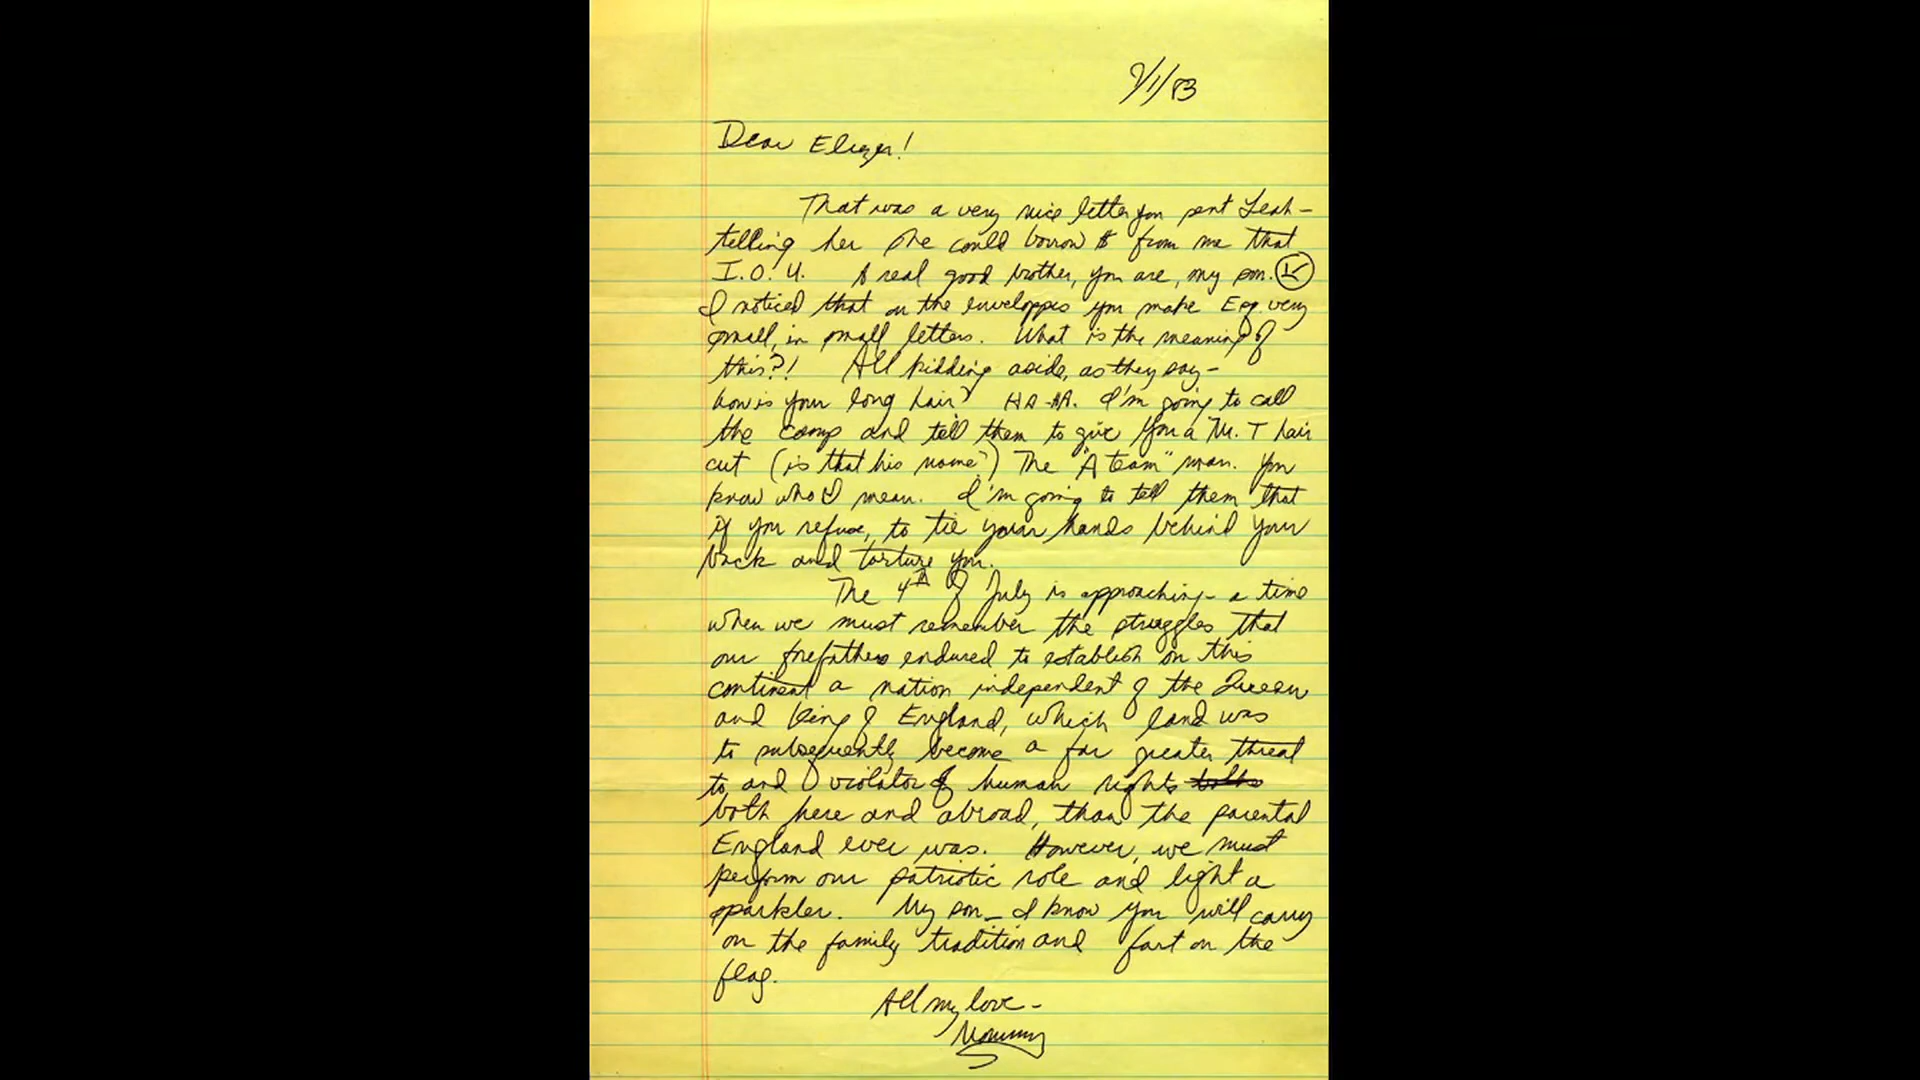 7/1/83
Dear Eliezer!
That was a very nice letter you sent Leah-
telling her she could borrow $ from me that
I.O.U. A real good brother, you are, my son.
I noticed that on the enveloppes you make Esq. very
small, in small letters. What is the meaning of
this?! All kidding aside, as they say-
how is your long hair? HA-HA. I'm going to call
the camp and tell them to give you a Mr. T hair
cut (is that his name?) The "A team" man. You
know who I mean. I'm going to tell them that
if you refuse, to tie your hands behind your
back and torture you.
The 4th of July is approaching - a time
when we must remember the struggles that
our forefathers endured to establish on this
continent a nation independent of the Queen
and King of England, which land was
to subsequently become a far greater threat
to and violator of human rights
both here and abroad, than the parental
England ever was. However, we must
perform our patriotic role and light a
sparkler. My son - I know you will carry
on the family tradition and fart on the
flag.
All my love -
Mommy